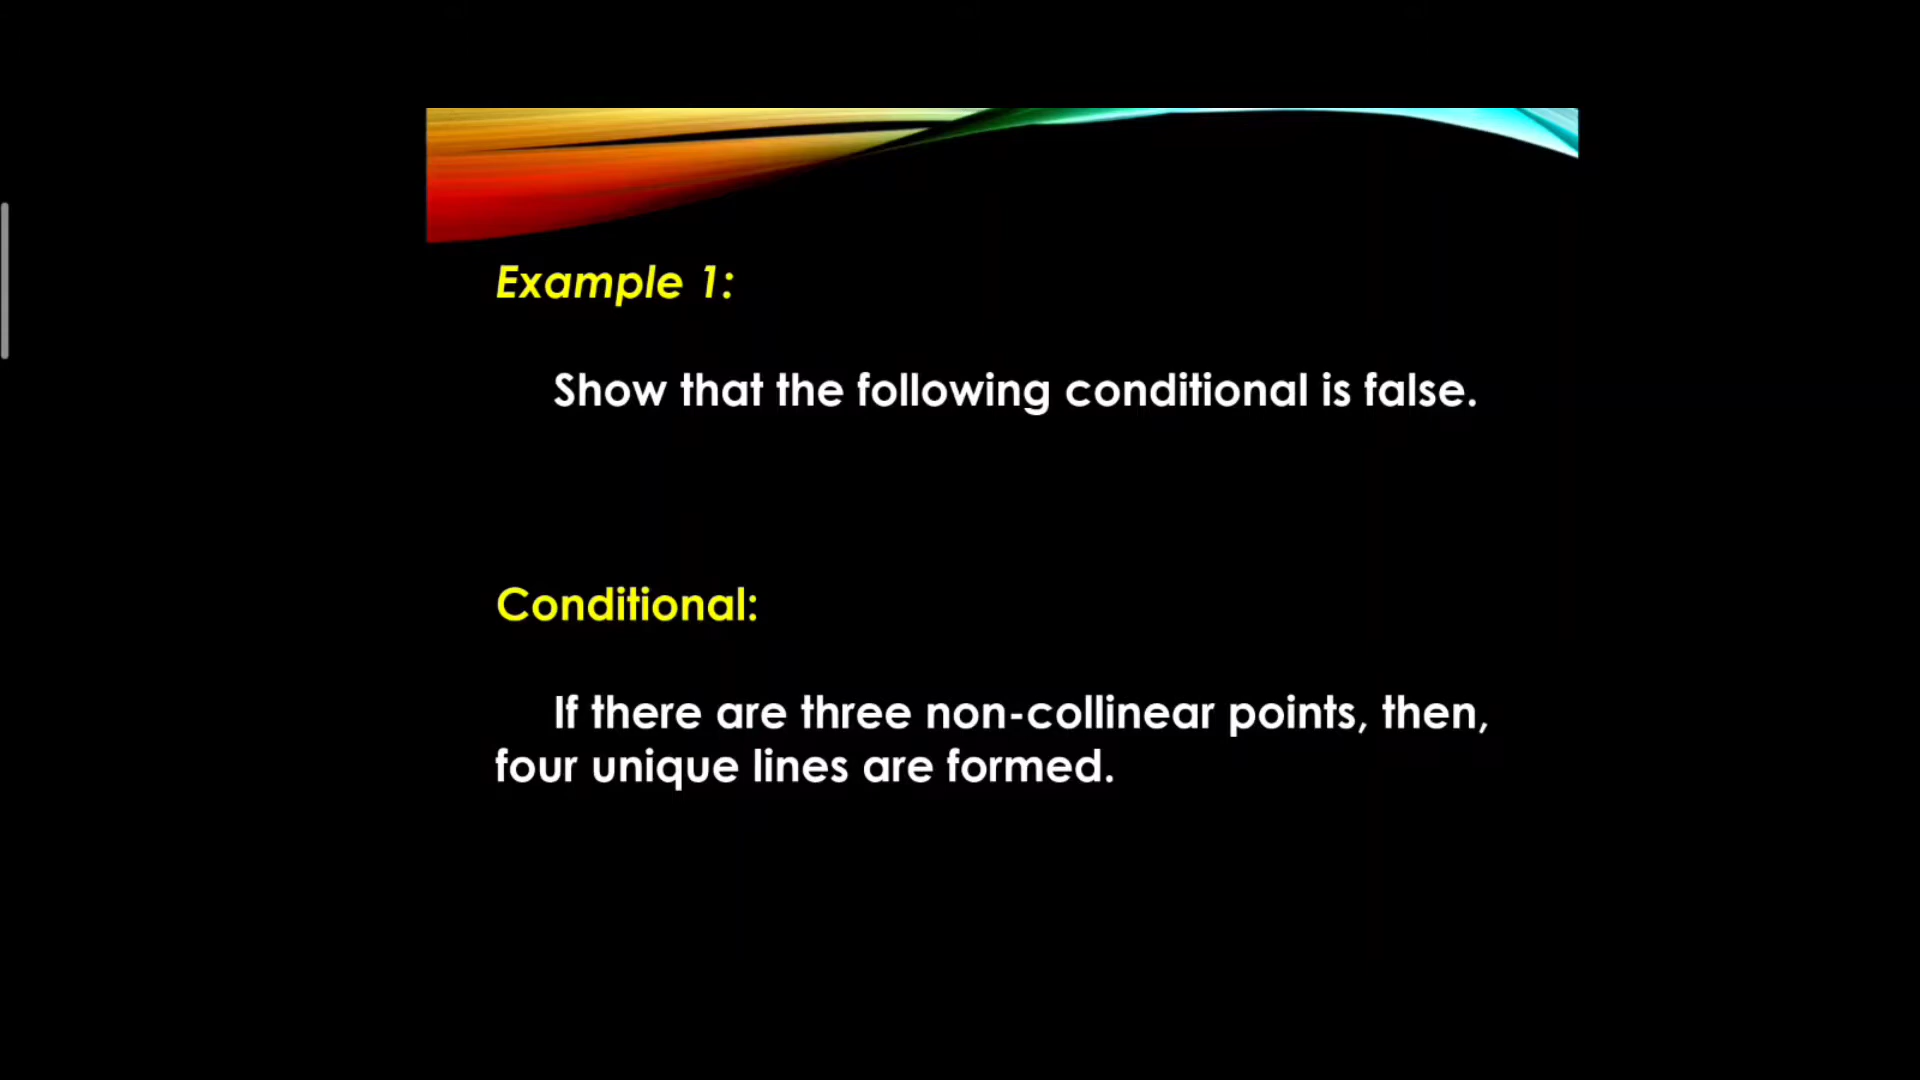 Example 1:
Show that the following conditional is false.
Conditional:
If there are three non-collinear points, then,
four unique lines are formed.